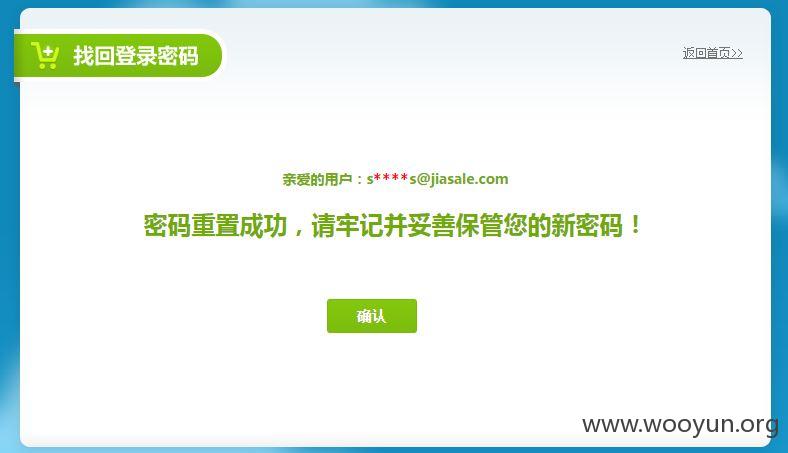 找回登录密码
返回首页>>
亲爱的用户：s****s@jiasale.com
密码重置成功，请牢记并妥善保管您的新密码！
确认
www.wooyun.org